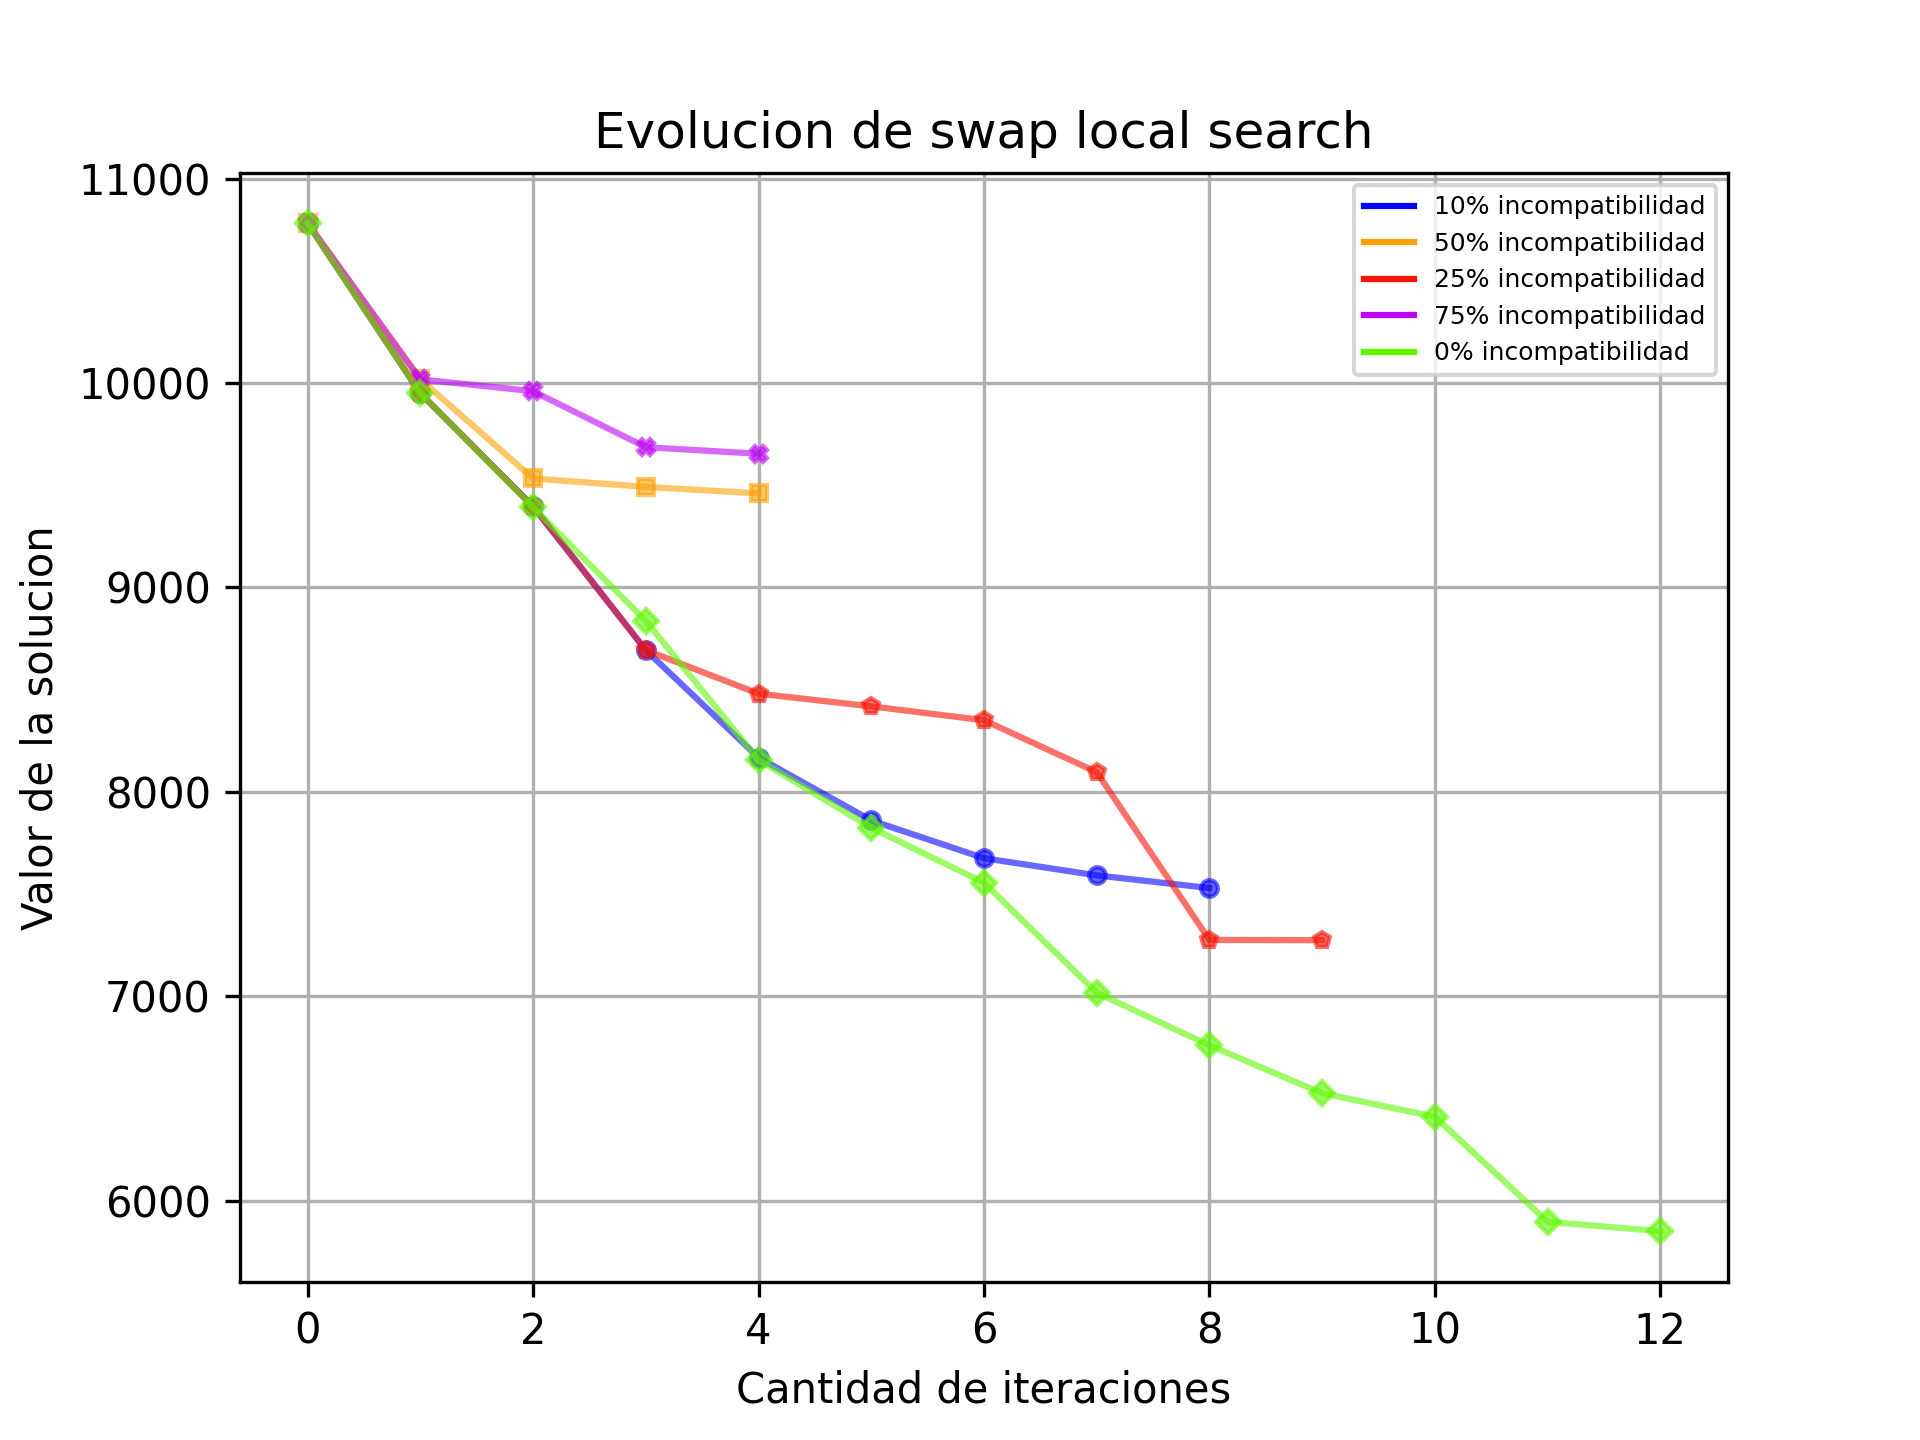 Evolucion de swap local search
11000
10000
9000
8000
7000
6000
Valor de la solucion
10% incompatibilidad
50% incompatibilidad
25% incompatibilidad
75% incompatibilidad
0% incompatibilidad
0 2 4 6 8 10 12
Cantidad de iteraciones